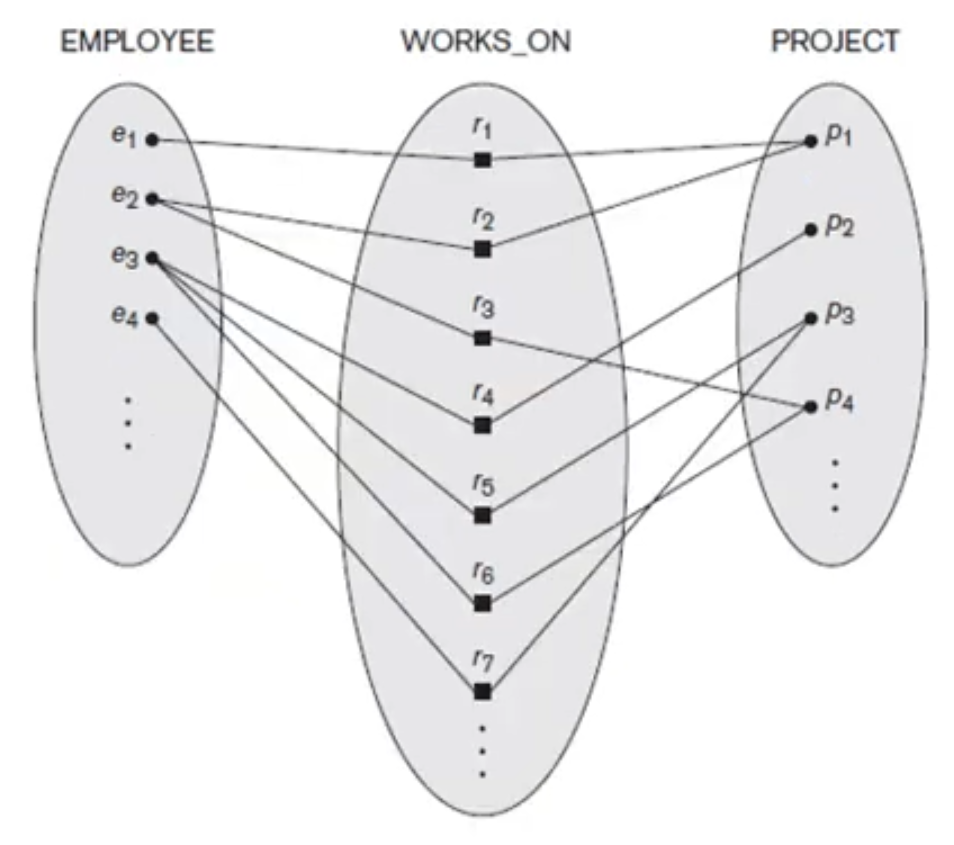 EMPLOYEE WORKS_ON PROJECT
e1 r1 p1
e2 r2 p2
e3 r3 p3
e4 r4 p4
r5
r6
r7